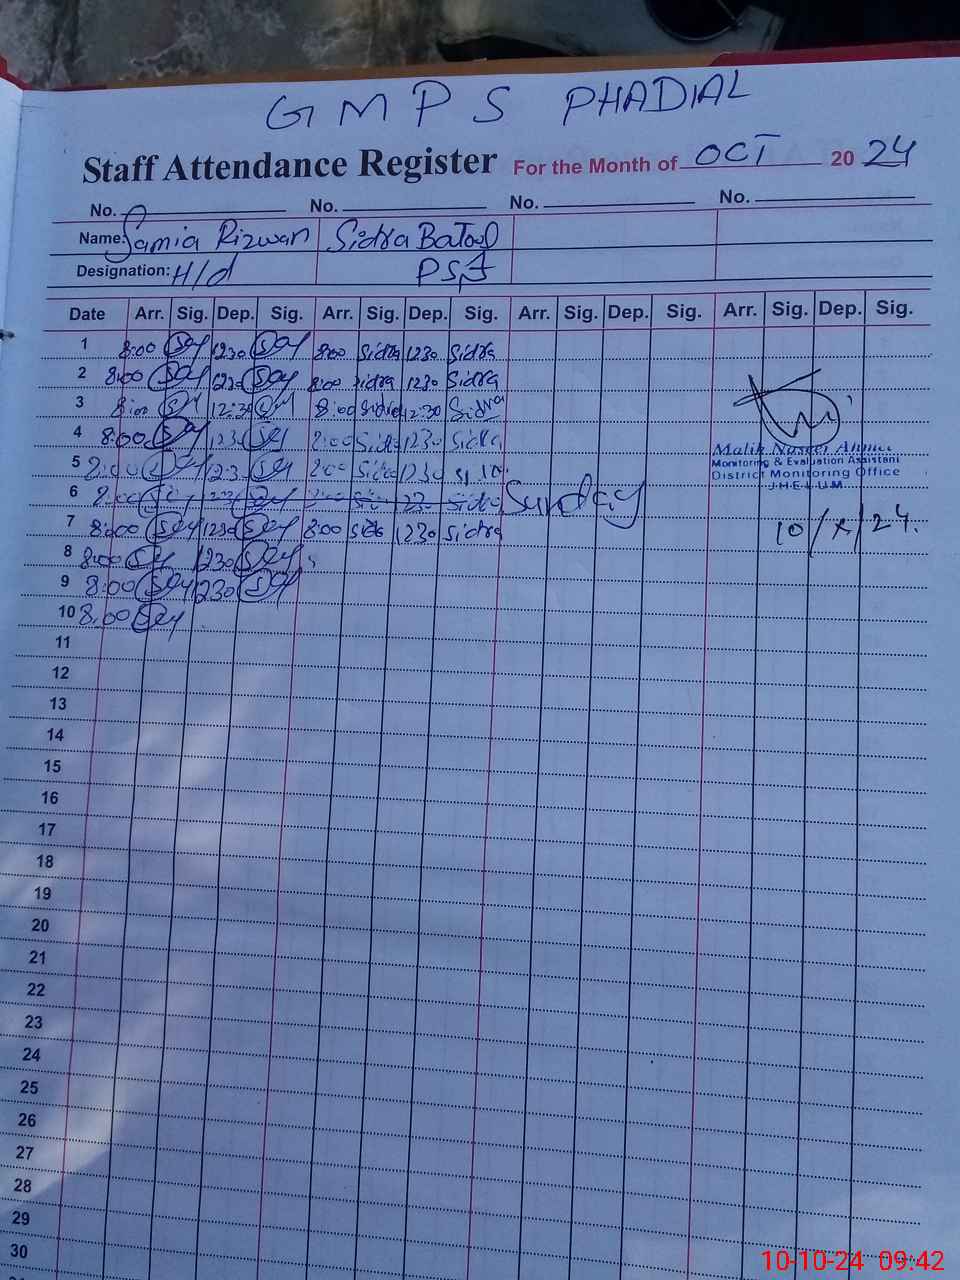 GMPS PHADIAL
Staff Attendance Register For the Month of OCT 2024
No. No. No. No.
Name: Samia Rizwan Sidra Batool
Designation: H/d PST
Date Arr. Sig. Dep. Sig. Arr. Sig. Dep. Sig. Arr. Sig. Dep. Sig. Arr. Sig. Dep. Sig.
1 8:00 1230 8:00 Sidra 1230 Sidra
2 8:00 1230 8:00 Sidra 1230 Sidra
3 8:00 12:30 8:00 Sidra 12:30 Sidra
4 8:00 1230 8:00 Sidra 1230 Sidra
Malik Naseer Ahmed
Monitoring & Evaluation Assistant
5 8:00 1230 8:00 Sidra 1230
District Monitoring Office
JHELUM
6 8:00 1230 1230 Sidra Sunday
7 8:00 1230 8:00 1230 Sidra
10/x/24.
8 8:00 1230
9 8:00 1230
10 8.00
11
12
13
14
15
16
17
18
19
20
21
22
23
24
25
26
27
28
29
30
10-10-24 09:42